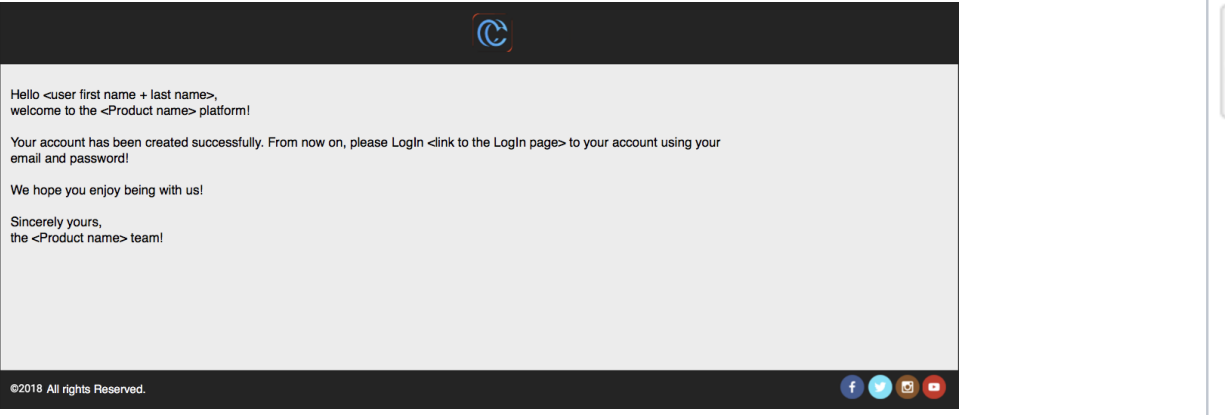 Hello <user first name + last name>,
welcome to the <Product name> platform!
Your account has been created successfully. From now on, please LogIn <link to the LogIn page> to your account using your
email and password!
We hope you enjoy being with us!
Sincerely yours,
the <Product name> team!
©2018 All rights Reserved.